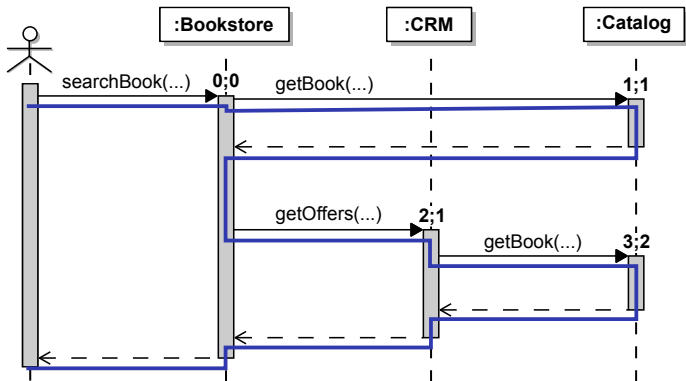 :Bookstore
:CRM
:Catalog
searchBook(...)
0;0
getBook(...)
1;1
getOffers(...)
2;1
getBook(...)
3;2